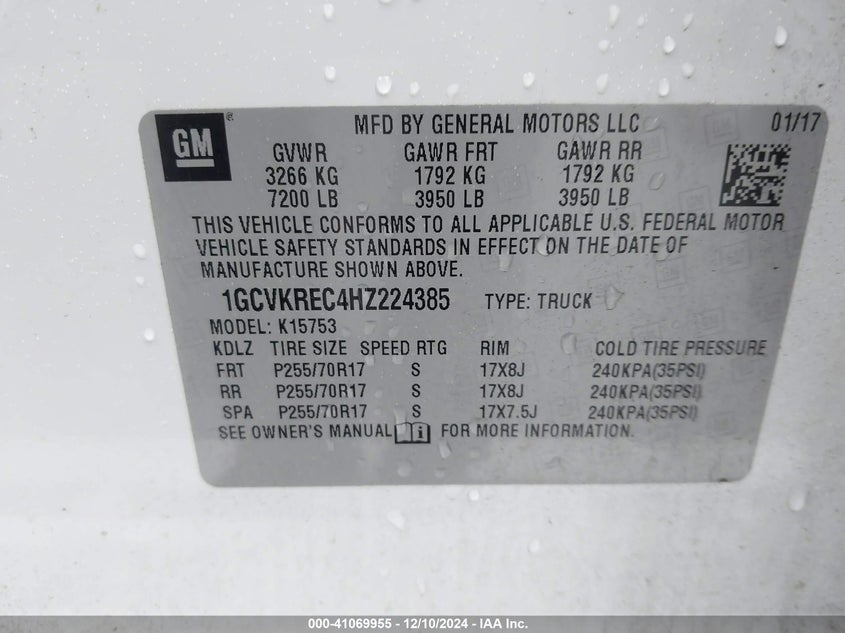 GM®
MFD BY GENERAL MOTORS LLC 01/17
GVWR GAWR FRT GAWR RR
3266 KG 1792 KG 1792 KG
7200 LB 3950 LB 3950 LB
THIS VEHICLE CONFORMS TO ALL APPLICABLE U.S. FEDERAL MOTOR
VEHICLE SAFETY STANDARDS IN EFFECT ON THE DATE OF
MANUFACTURE SHOWN ABOVE.
1GCVKREC4HZ224385 TYPE: TRUCK
MODEL: K15753
KDLZ TIRE SIZE SPEED RTG RIM COLD TIRE PRESSURE
FRT P255/70R17 S 17X8J 240KPA(35PSI)
RR P255/70R17 S 17X8J 240KPA(35PSI)
SPA P255/70R17 S 17X7.5J 240KPA(35PSI)
SEE OWNER'S MANUAL i FOR MORE INFORMATION.
000-41069955 - 12/10/2024 - IAA Inc.